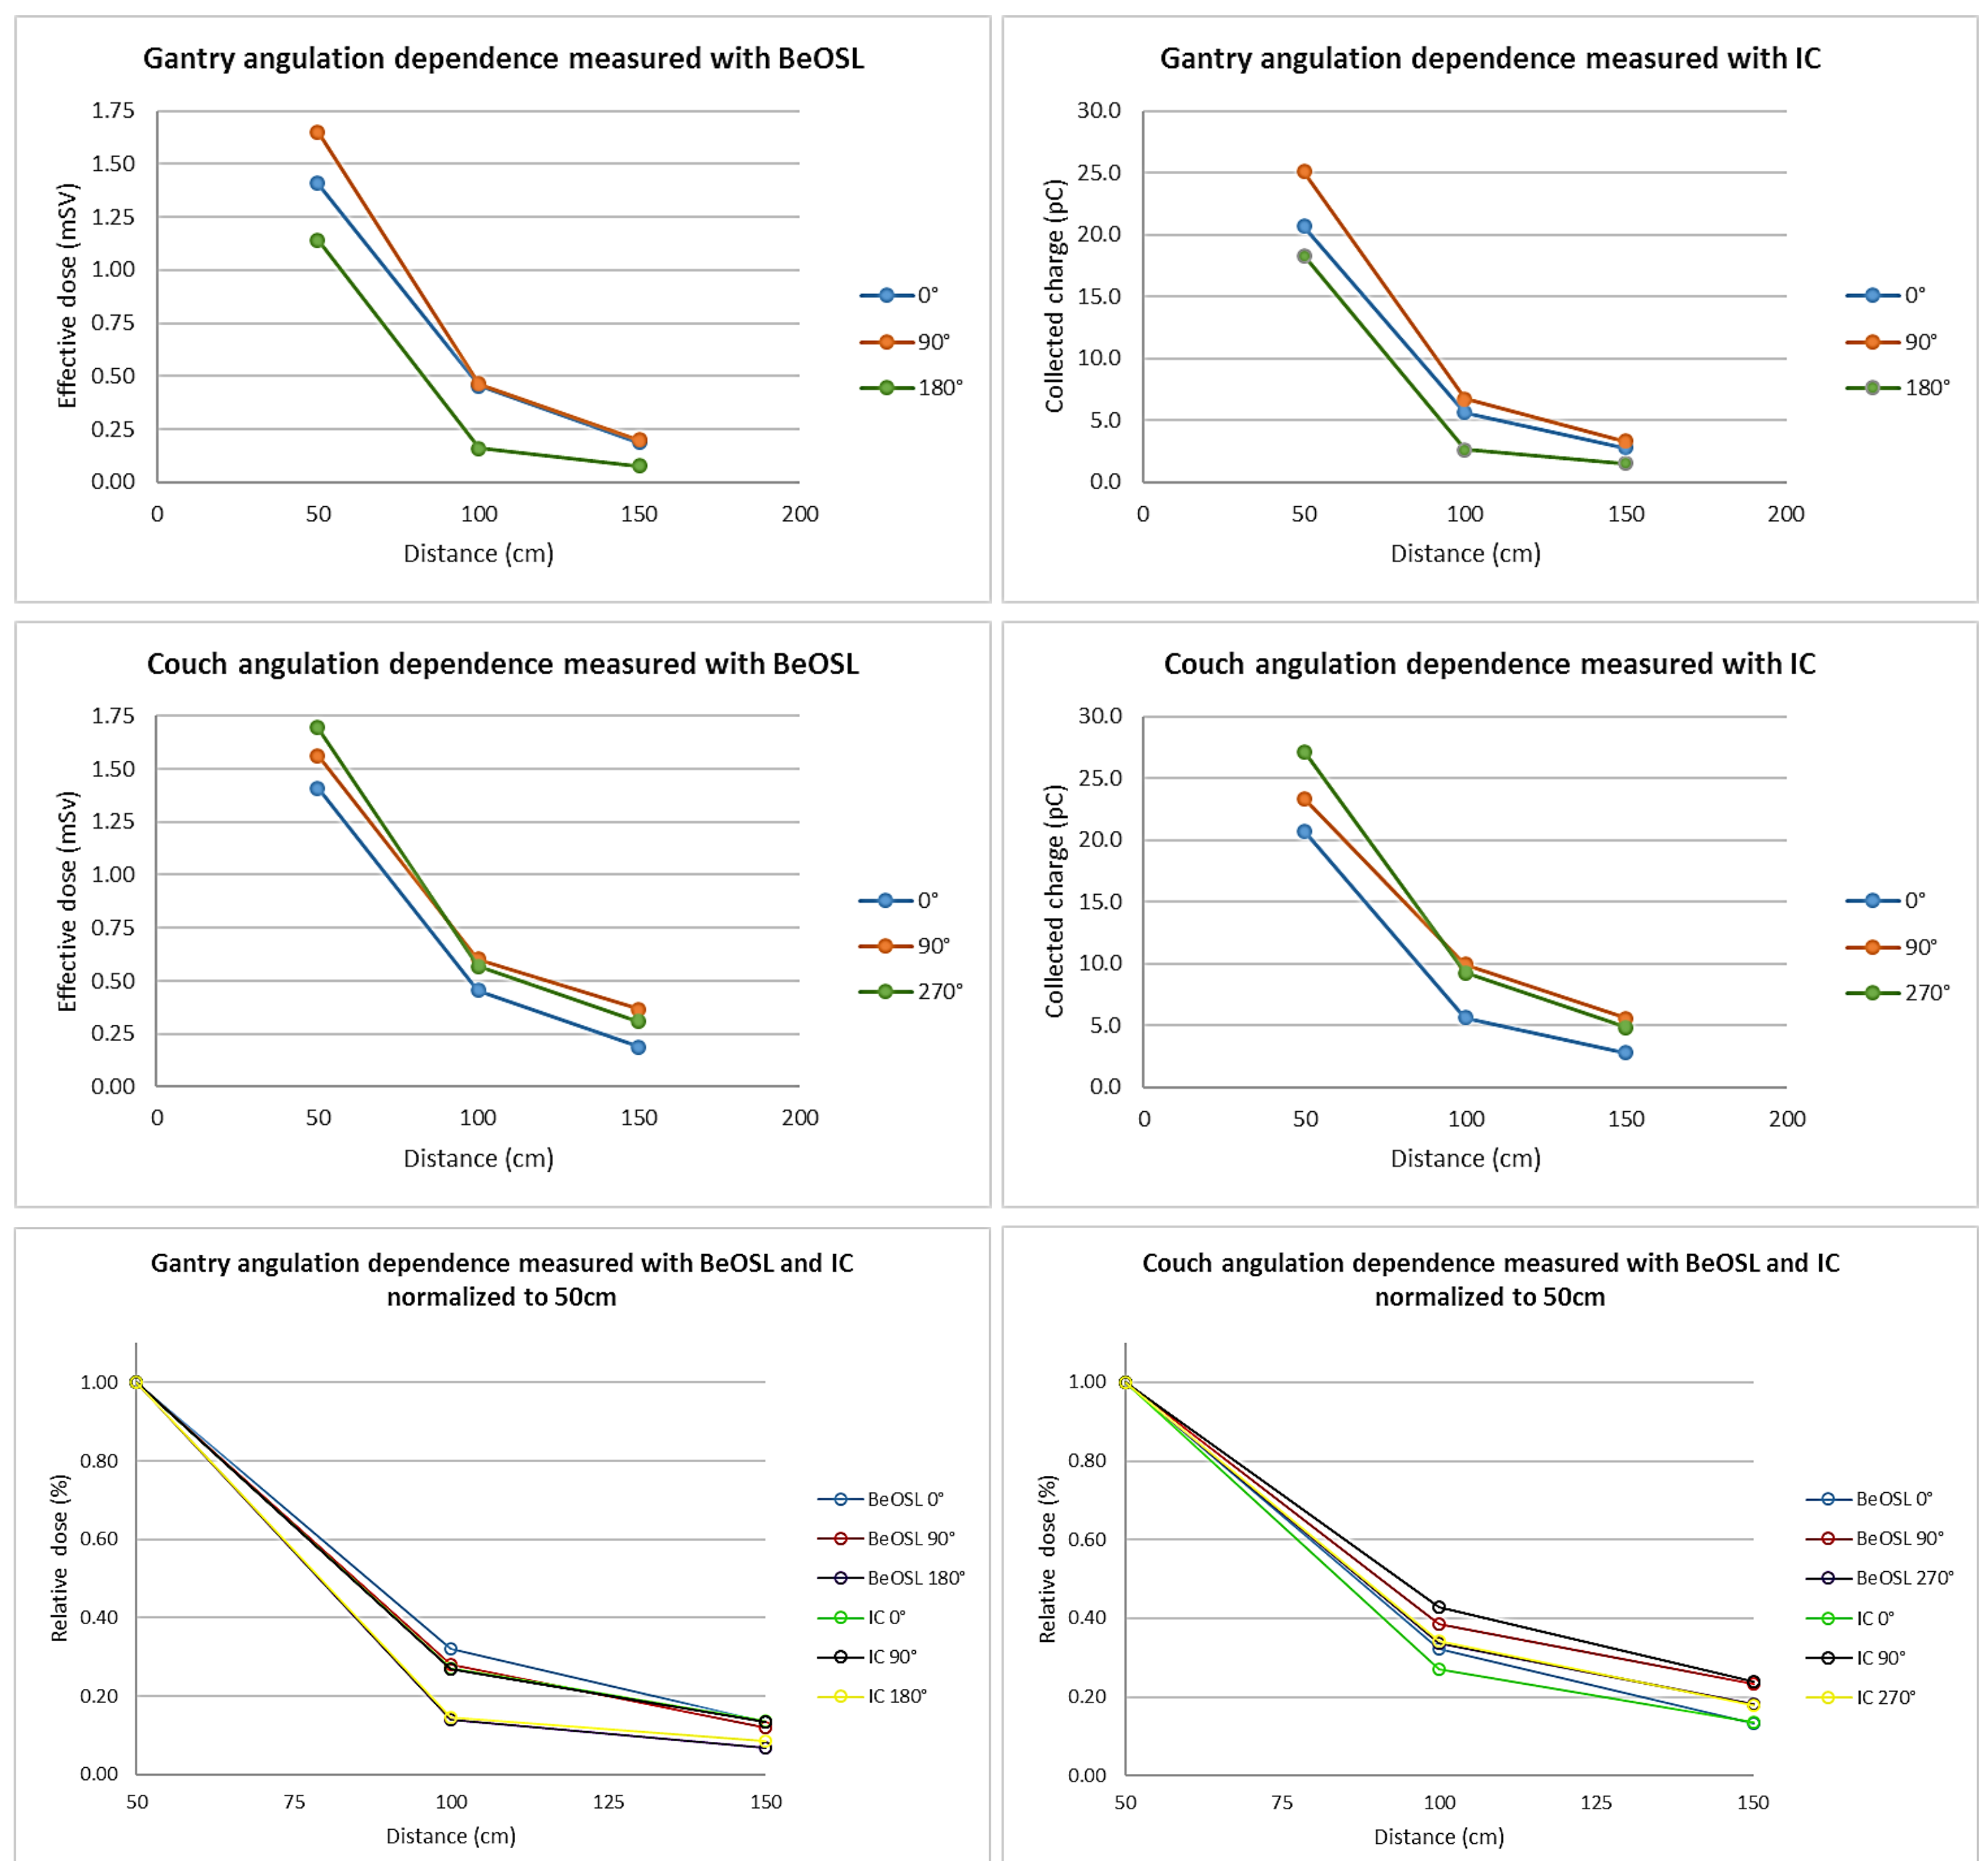 Gantry angulation dependence measured with BeOSL
1.75
1.50
1.25
1.00
0.75
0.50
0.25
0.00
0 50 100 150 200
Effective dose (mSV)
Distance (cm)
0°
90°
180°
Gantry angulation dependence measured with IC
30.0
25.0
20.0
15.0
10.0
5.0
0.0
0 50 100 150 200
Collected charge (pC)
Distance (cm)
0°
90°
180°
Couch angulation dependence measured with BeOSL
1.75
1.50
1.25
1.00
0.75
0.50
0.25
0.00
0 50 100 150 200
Effective dose (mSv)
Distance (cm)
0°
90°
270°
Couch angulation dependence measured with IC
30.0
25.0
20.0
15.0
10.0
5.0
0.0
0 50 100 150 200
Collected charge (pC)
Distance (cm)
0°
90°
270°
Gantry angulation dependence measured with BeOSL and IC
normalized to 50cm
1.00
0.80
0.60
0.40
0.20
0.00
50 75 100 125 150
Relative dose (%)
Distance (cm)
BeOSL 0°
BeOSL 90°
BeOSL 180°
IC 0°
IC 90°
IC 180°
Couch angulation dependence measured with BeOSL and IC
normalized to 50cm
1.00
0.80
0.60
0.40
0.20
0.00
50 75 100 125 150
Relative dose (%)
Distance (cm)
BeOSL 0°
BeOSL 90°
BeOSL 270°
IC 0°
IC 90°
IC 270°